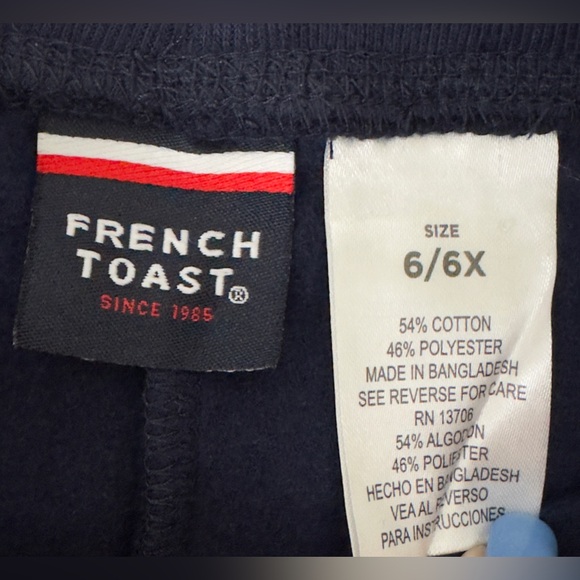 FRENCH
TOAST®
SINCE 1985
SIZE
6/6X
54% COTTON
46% POLYESTER
MADE IN BANGLADESH
SEE REVERSE FOR CARE
RN 13706
54% ALGODON
46% POLIESTER
HECHO EN BANGLADESH
VEA AL REVERSO
PARA INSTRUCCIONES